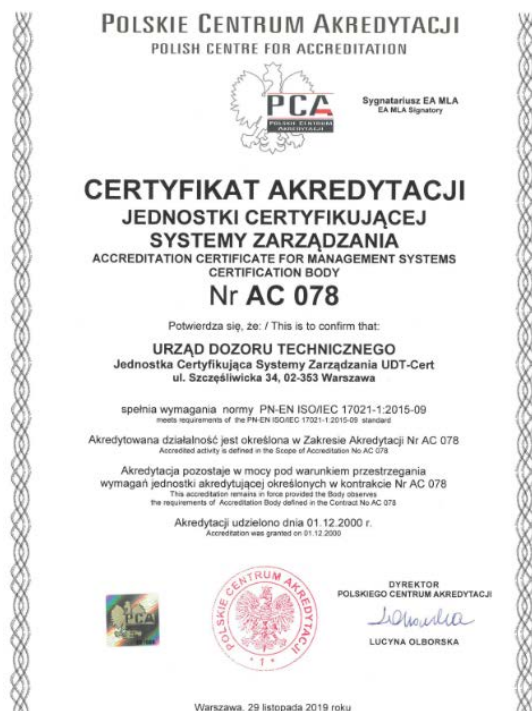 POLSKIE CENTRUM AKREDYTACJI
POLISH CENTRE FOR ACCREDITATION
PCA
POLSKIE CENTRUM
AKREDYTACJI
Sygnatariusz EA MLA
EA MLA Signatory
CERTYFIKAT AKREDYTACJI
JEDNOSTKI CERTYFIKUJĄCEJ
SYSTEMY ZARZĄDZANIA
ACCREDITATION CERTIFICATE FOR MANAGEMENT SYSTEMS
CERTIFICATION BODY
Nr AC 078
Potwierdza się, że: / This is to confirm that:
URZĄD DOZORU TECHNICZNEGO
Jednostka Certyfikująca Systemy Zarządzania UDT-Cert
ul. Szczęśliwicka 34, 02-353 Warszawa
spełnia wymagania normy PN-EN ISO/IEC 17021-1:2015-09
meets requirements of the PN-EN ISO/IEC 17021-1:2015-09 standard
Akredytowana działalność jest określona w Zakresie Akredytacji Nr AC 078
Accredited activity is defined in the Scope of Accreditation No AC 078
Akredytacja pozostaje w mocy pod warunkiem przestrzegania
wymagań jednostki akredytującej określonych w kontrakcie Nr AC 078
This accreditation remains in force provided the Body observes
the requirements of Accreditation Body defined in the Contract No AC 078
Akredytacji udzielono dnia 01.12.2000 r.
Accreditation was granted on 01.12.2000
PCA
POLSKIE CENTRUM AKREDYTACJI
* 1 *
DYREKTOR
POLSKIEGO CENTRUM AKREDYTACJI
LUCYNA OLBORSKA
Warszawa, 29 listopada 2019 roku